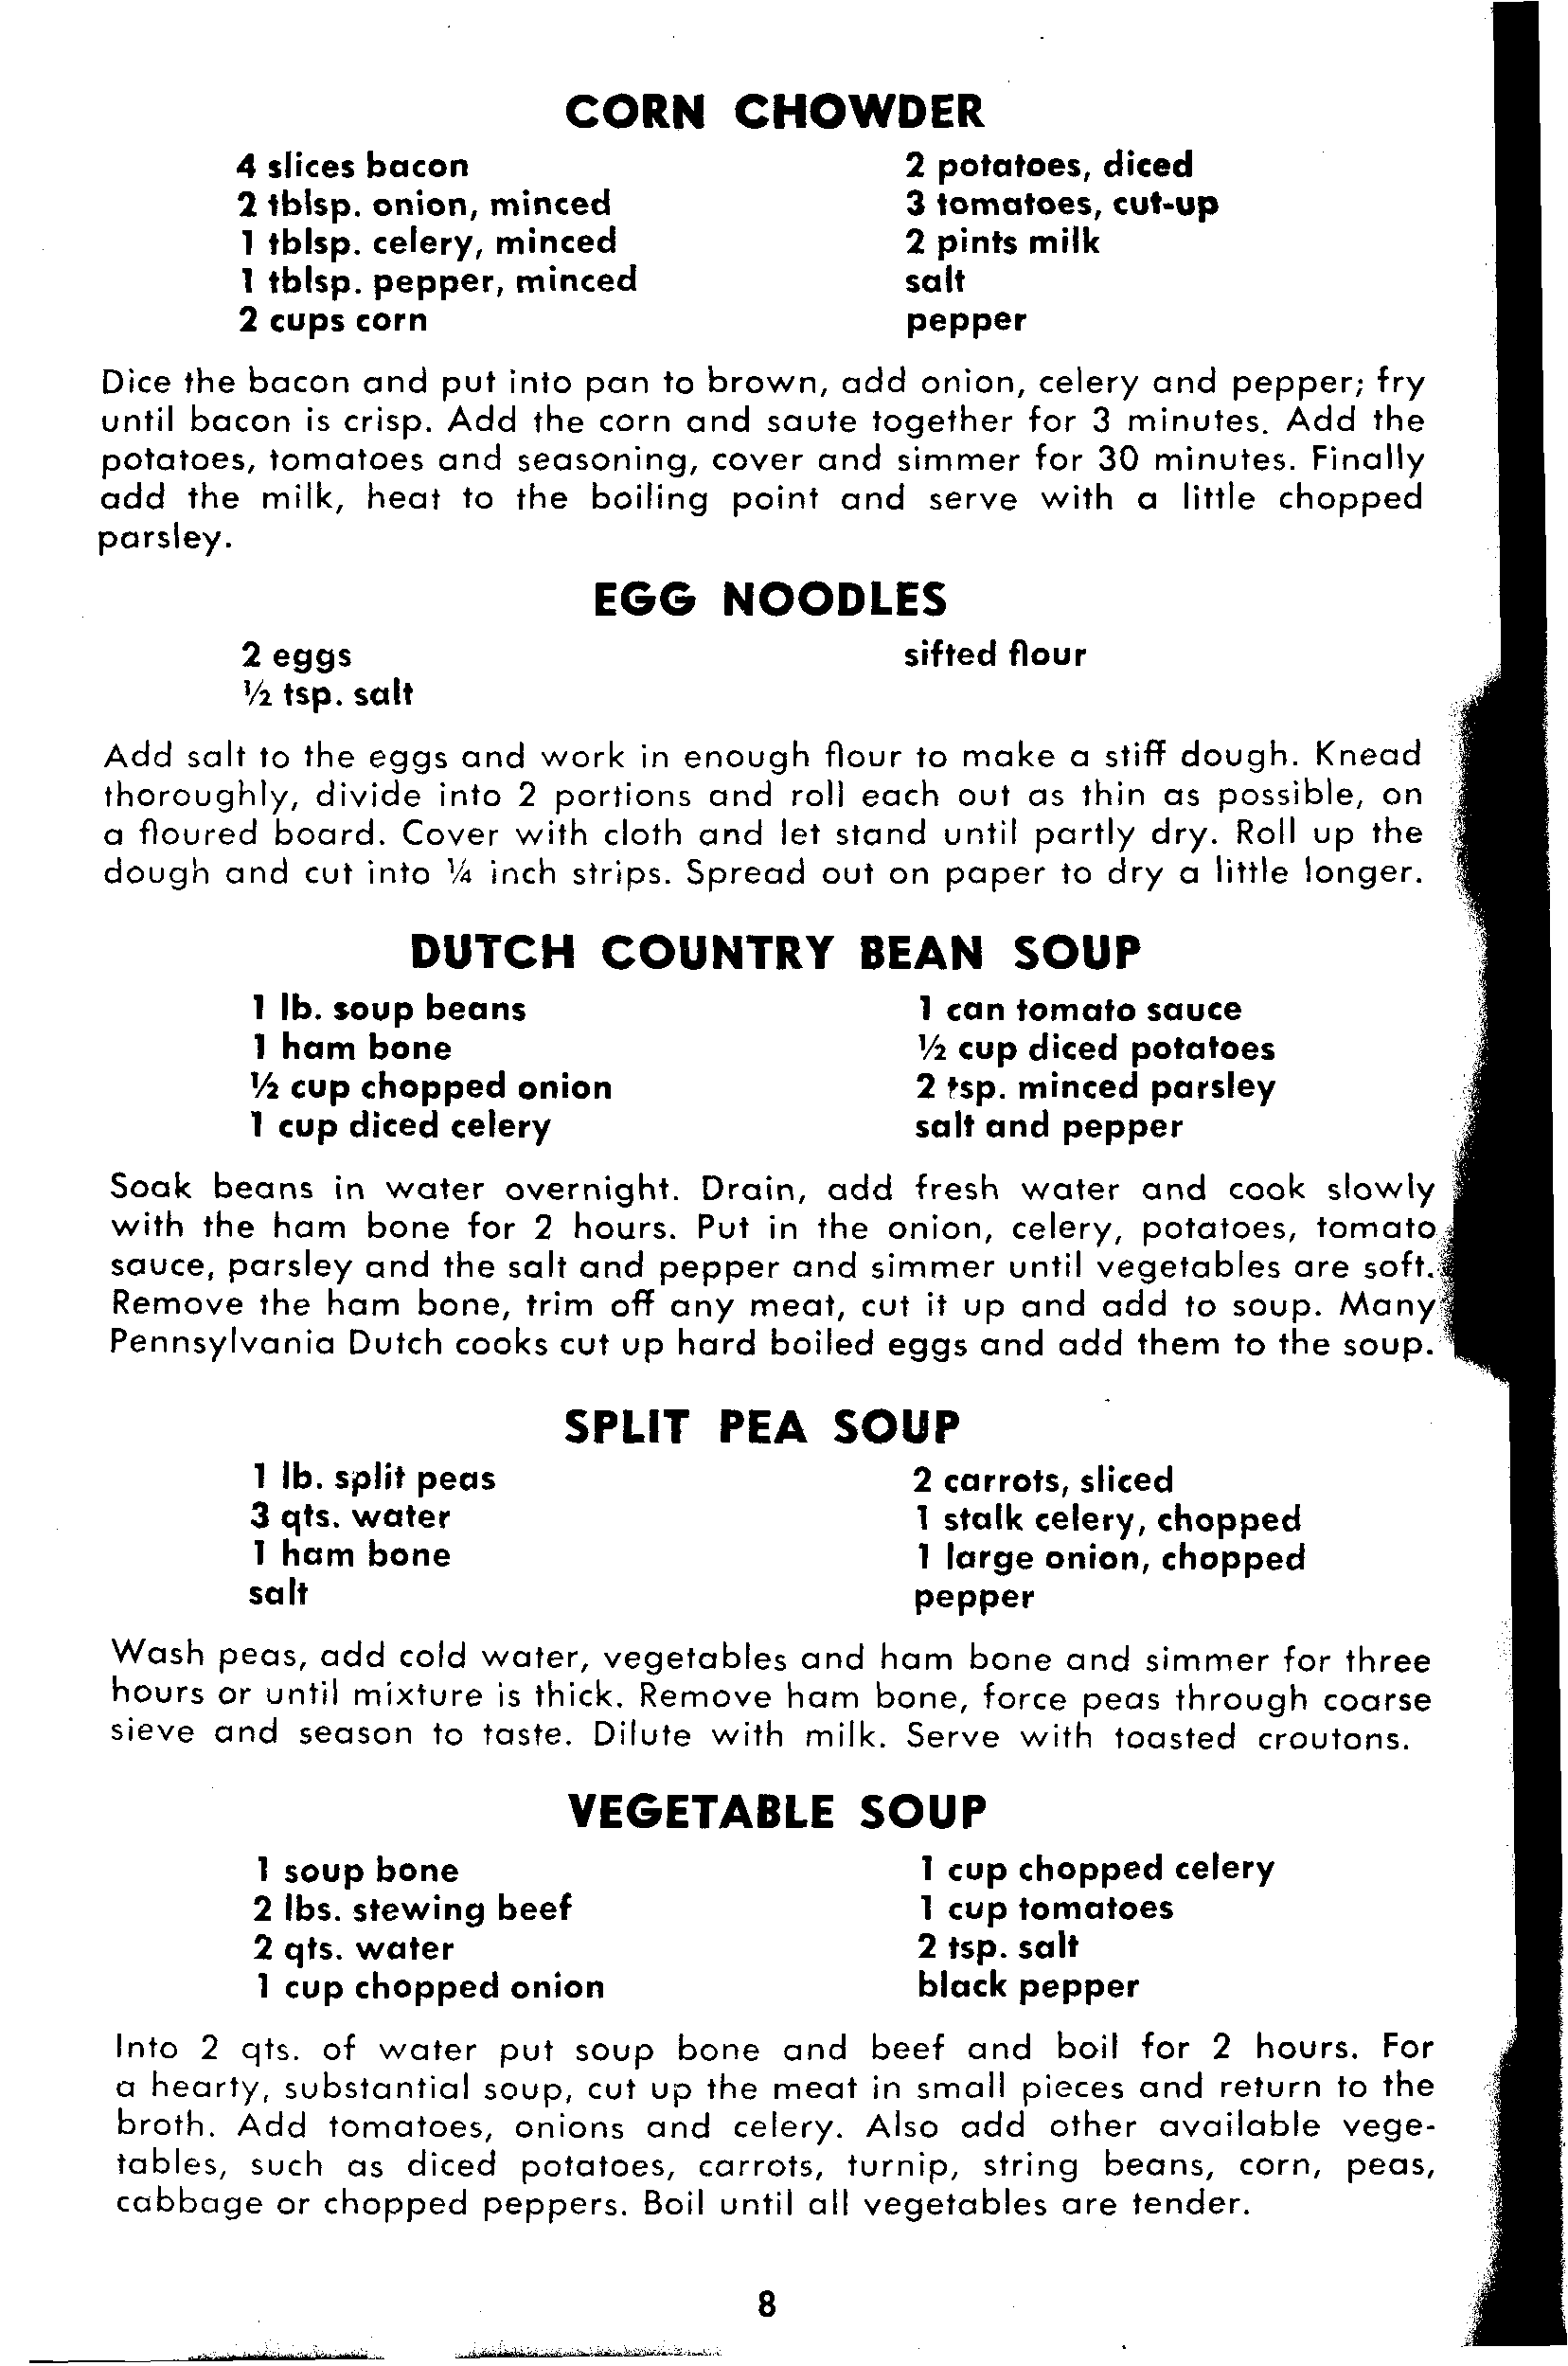 CORN CHOWDER
4 slices bacon
2 tblsp. onion, minced
1 tblsp. celery, minced
1 tblsp. pepper, minced
2 cups corn
2 potatoes, diced
3 tomatoes, cut-up
2 pints milk
salt
pepper
Dice the bacon and put into pan to brown, add onion, celery and pepper; fry
until bacon is crisp. Add the corn and saute together for 3 minutes. Add the
potatoes, tomatoes and seasoning, cover and simmer for 30 minutes. Finally
add the milk, heat to the boiling point and serve with a little chopped
parsley.
EGG NOODLES
2 eggs
½ tsp. salt
sifted flour
Add salt to the eggs and work in enough flour to make a stiff dough. Knead
thoroughly, divide into 2 portions and roll each out as thin as possible, on
a floured board. Cover with cloth and let stand until partly dry. Roll up the
dough and cut into ¼ inch strips. Spread out on paper to dry a little longer.
DUTCH COUNTRY BEAN SOUP
1 lb. soup beans
1 ham bone
½ cup chopped onion
1 cup diced celery
1 can tomato sauce
½ cup diced potatoes
2 tsp. minced parsley
salt and pepper
Soak beans in water overnight. Drain, add fresh water and cook slowly
with the ham bone for 2 hours. Put in the onion, celery, potatoes, tomato
sauce, parsley and the salt and pepper and simmer until vegetables are soft.
Remove the ham bone, trim off any meat, cut it up and add to soup. Many
Pennsylvania Dutch cooks cut up hard boiled eggs and add them to the soup.
SPLIT PEA SOUP
1 lb. split peas
3 qts. water
1 ham bone
salt
2 carrots, sliced
1 stalk celery, chopped
1 large onion, chopped
pepper
Wash peas, add cold water, vegetables and ham bone and simmer for three
hours or until mixture is thick. Remove ham bone, force peas through coarse
sieve and season to taste. Dilute with milk. Serve with toasted croutons.
VEGETABLE SOUP
1 soup bone
2 lbs. stewing beef
2 qts. water
1 cup chopped onion
1 cup chopped celery
1 cup tomatoes
2 tsp. salt
black pepper
Into 2 qts. of water put soup bone and beef and boil for 2 hours. For
a hearty, substantial soup, cut up the meat in small pieces and return to the
broth. Add tomatoes, onions and celery. Also add other available vege-
tables, such as diced potatoes, carrots, turnip, string beans, corn, peas,
cabbage or chopped peppers. Boil until all vegetables are tender.
8